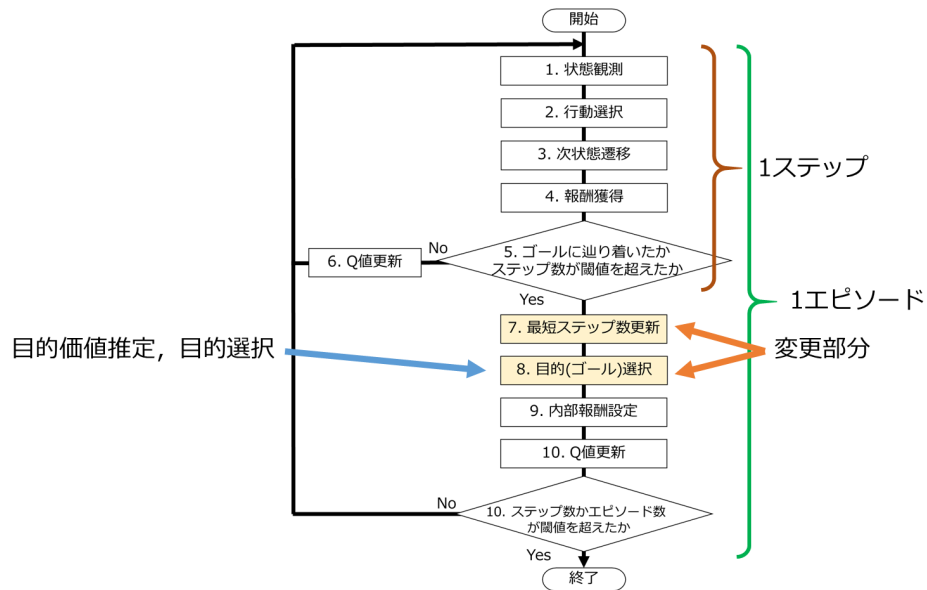 開始
1. 状態観測
2. 行動選択
3. 次状態遷移
4. 報酬獲得
1ステップ
5. ゴールに辿り着いたか
ステップ数が閾値を超えたか
No
6. Q値更新
Yes
1エピソード
7. 最短ステップ数更新
目的価値推定，目的選択
変更部分
8. 目的(ゴール)選択
9. 内部報酬設定
10. Q値更新
No
10. ステップ数かエピソード数
が閾値を超えたか
Yes
終了